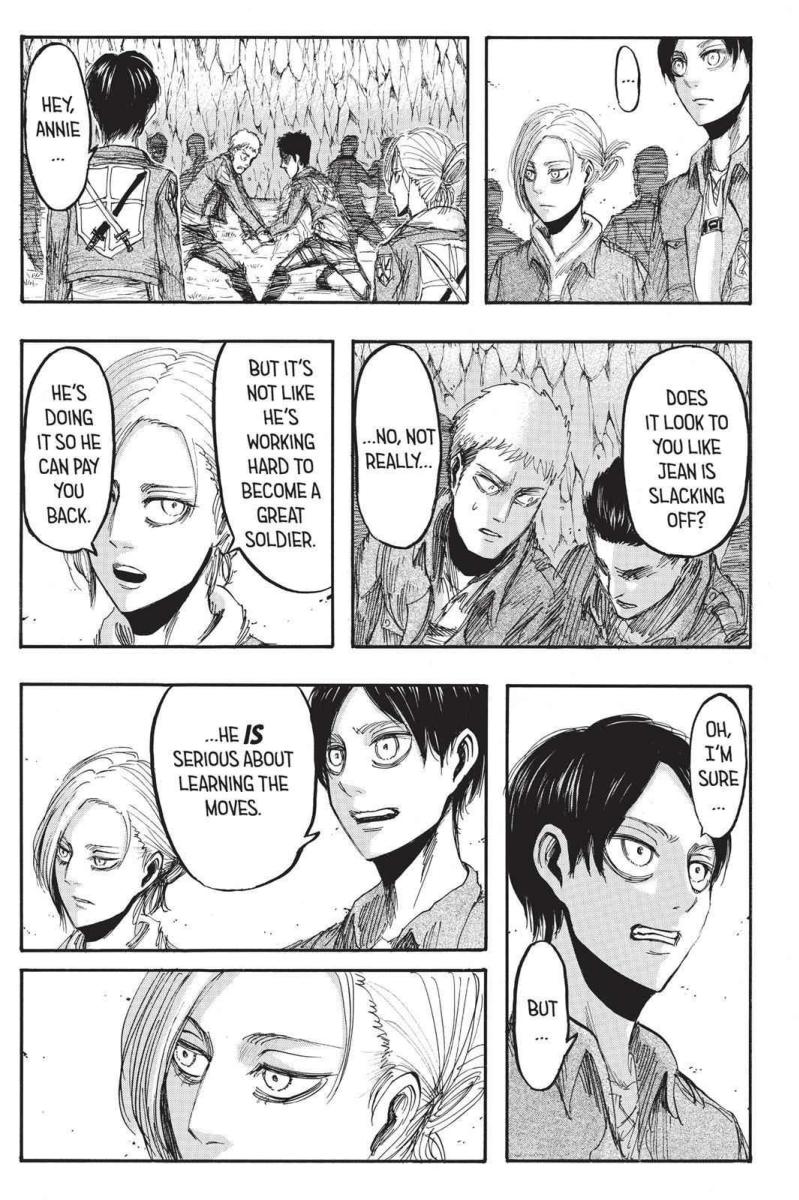 ...
HEY,
ANNIE
...
DOES
IT LOOK TO
YOU LIKE
JEAN IS
SLACKING
OFF?
...NO, NOT
REALLY...
BUT IT'S
NOT LIKE
HE'S
WORKING
HARD TO
BECOME A
GREAT
SOLDIER.
HE'S
DOING
IT SO HE
CAN PAY
YOU
BACK.
OH,
I'M
SURE
...
BUT
...
...HE IS
SERIOUS ABOUT
LEARNING THE
MOVES.